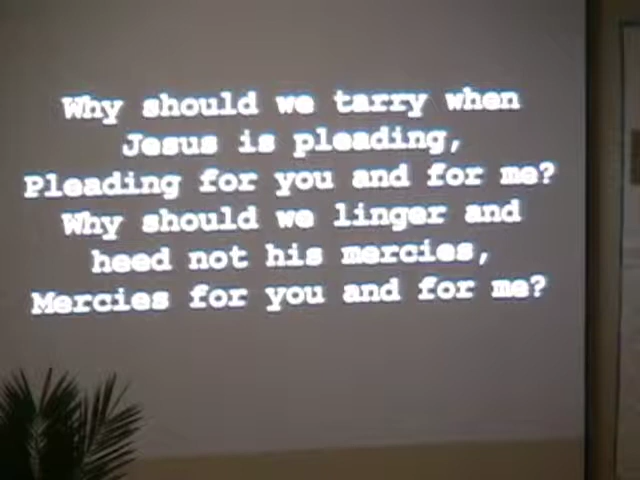 Why should we tarry when
Jesus is pleading,
Pleading for you and for me?
Why should we linger and
heed not his mercies,
Mercies for you and for me?